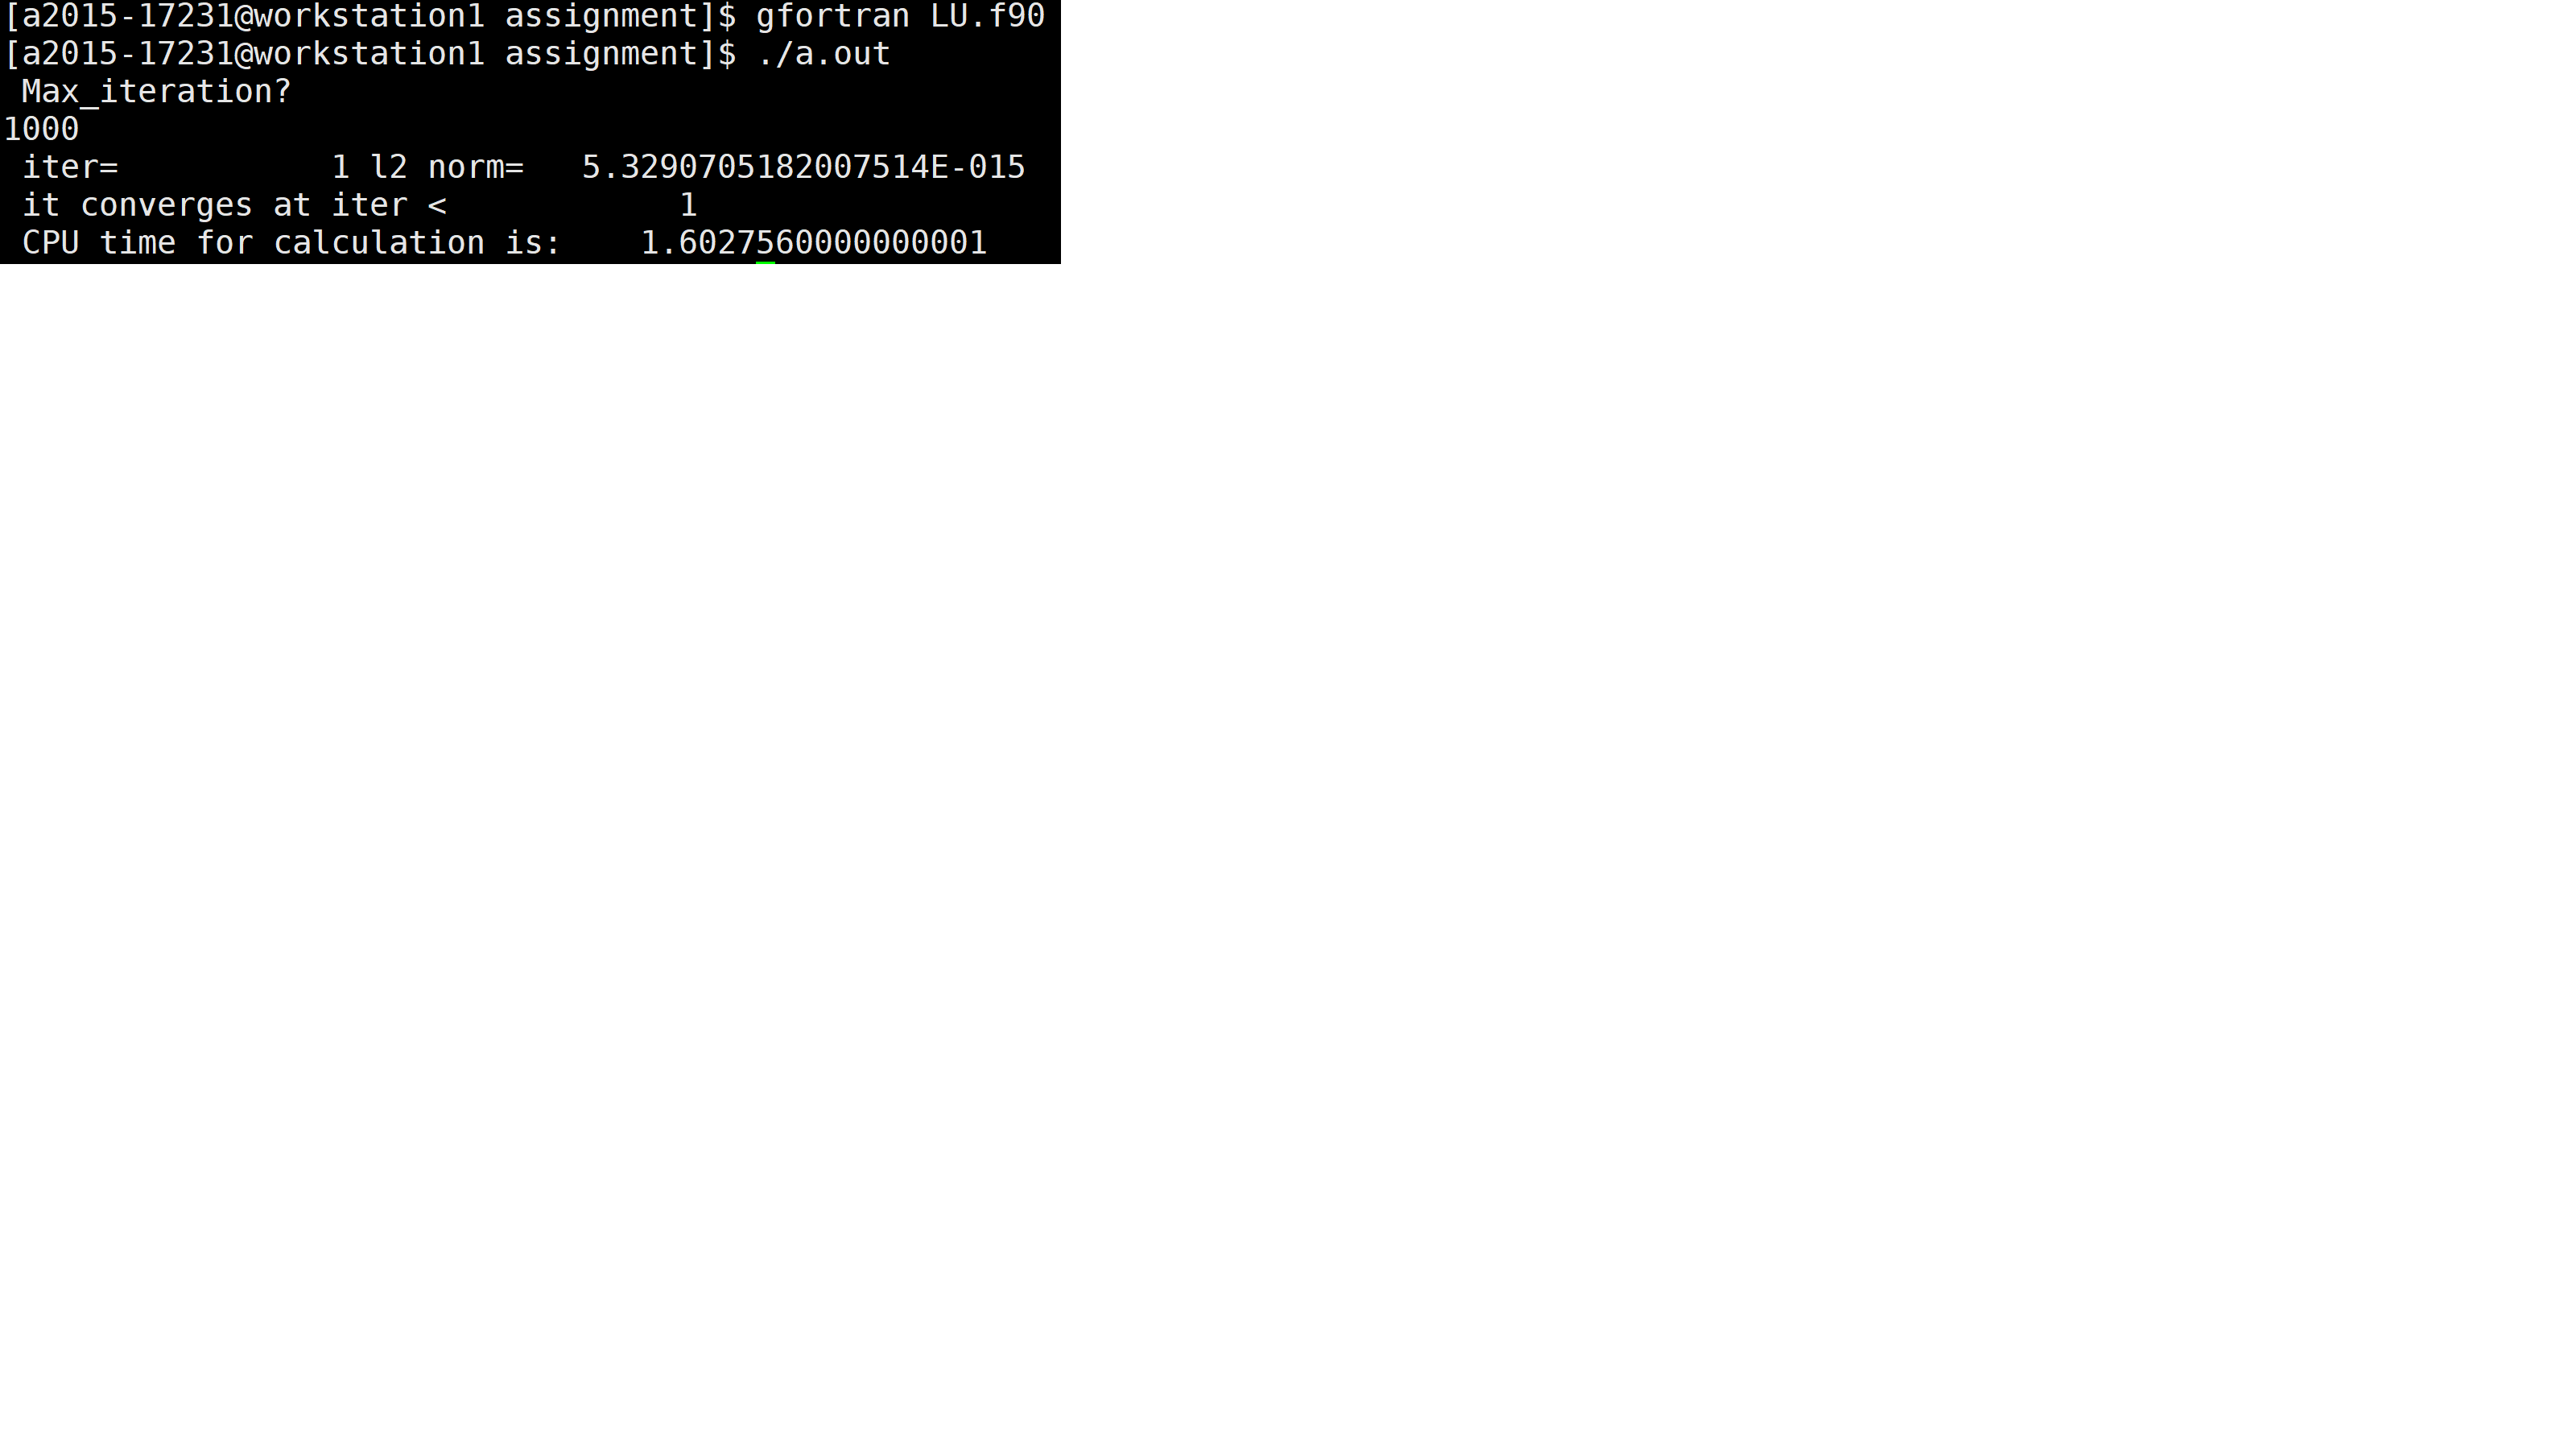 [a2015-17231@workstation1 assignment]$ gfortran LU.f90
[a2015-17231@workstation1 assignment]$ ./a.out
Max_iteration?
1000
iter= 1 l2 norm= 5.3290705182007514E-015
it converges at iter < 1
CPU time for calculation is: 1.6027560000000001